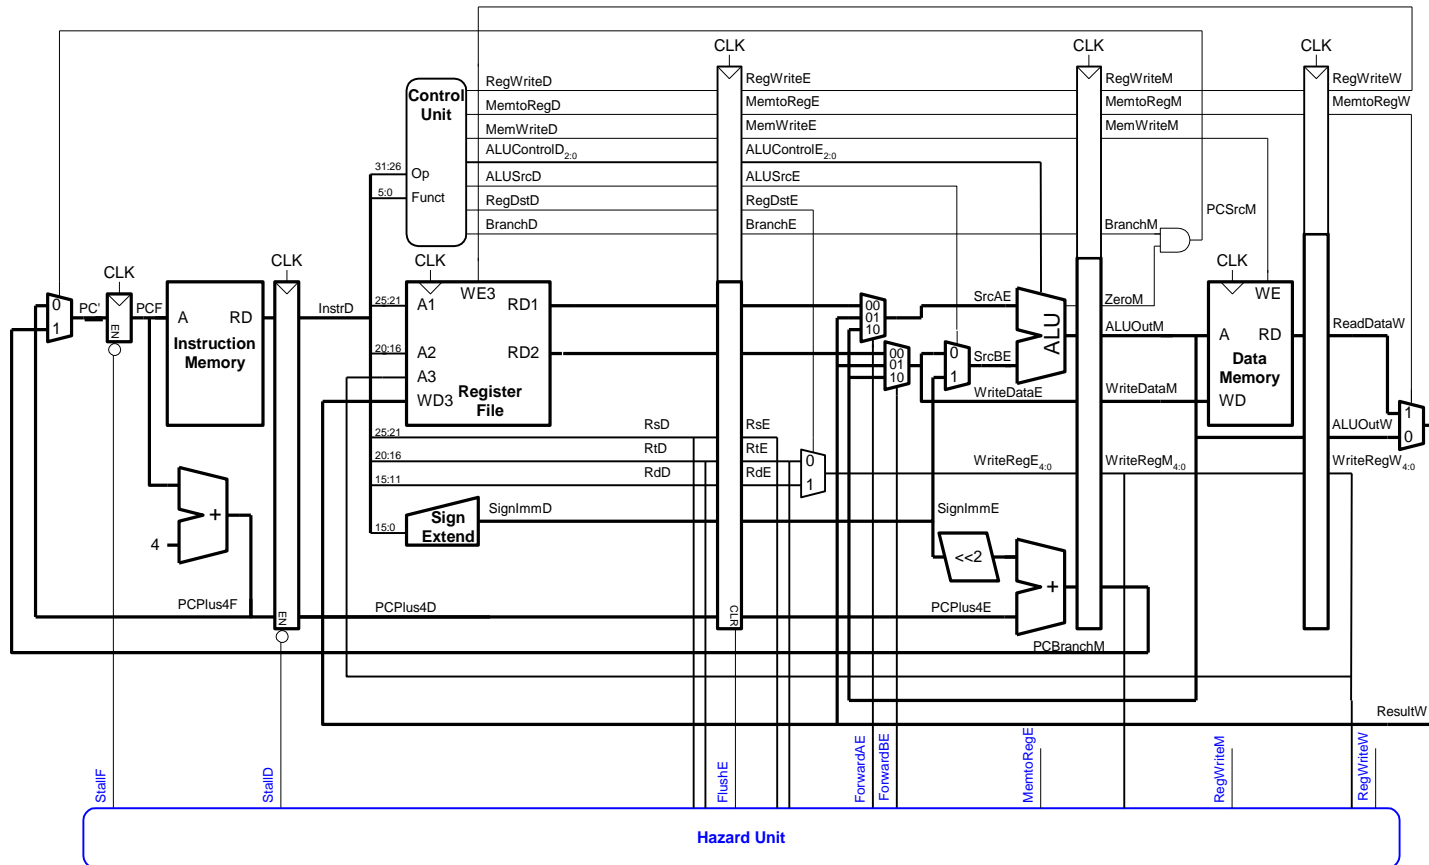 CLK
CLK
CLK
RegWriteD
RegWriteE
RegWriteM
RegWriteW
Control
Unit
MemtoRegD
MemtoRegE
MemtoRegM
MemtoRegW
MemWriteD
MemWriteE
MemWriteM
ALUControlD2:0
ALUControlE2:0
31:26
Op
ALUSrcD
ALUSrcE
5:0
Funct
RegDstD
RegDstE
PCSrcM
BranchD
BranchE
BranchM
CLK
CLK
CLK
CLK
0
1
PC'
EN
PCF
A
RD
Instruction
Memory
InstrD
25:21
A1
WE3
RD1
20:16
A2
RD2
A3
WD3
Register
File
00
01
10
00
01
10
SrcAE
0
1
SrcBE
ALU
ZeroM
ALUOutM
WE
A
RD
Data
Memory
WD
ReadDataW
WriteDataE
WriteDataM
1
0
ALUOutW
25:21
RsD
RsE
20:16
RtD
RtE
15:11
RdD
RdE
0
1
WriteRegE4:0
WriteRegM4:0
WriteRegW4:0
15:0
Sign
Extend
SignImmD
SignImmE
+
4
<<2
+
PCPlus4F
EN
PCPlus4D
CLR
PCPlus4E
PCBranchM
ResultW
StallF
StallD
FlushE
ForwardAE
ForwardBE
MemtoRegE
RegWriteM
RegWriteW
Hazard Unit